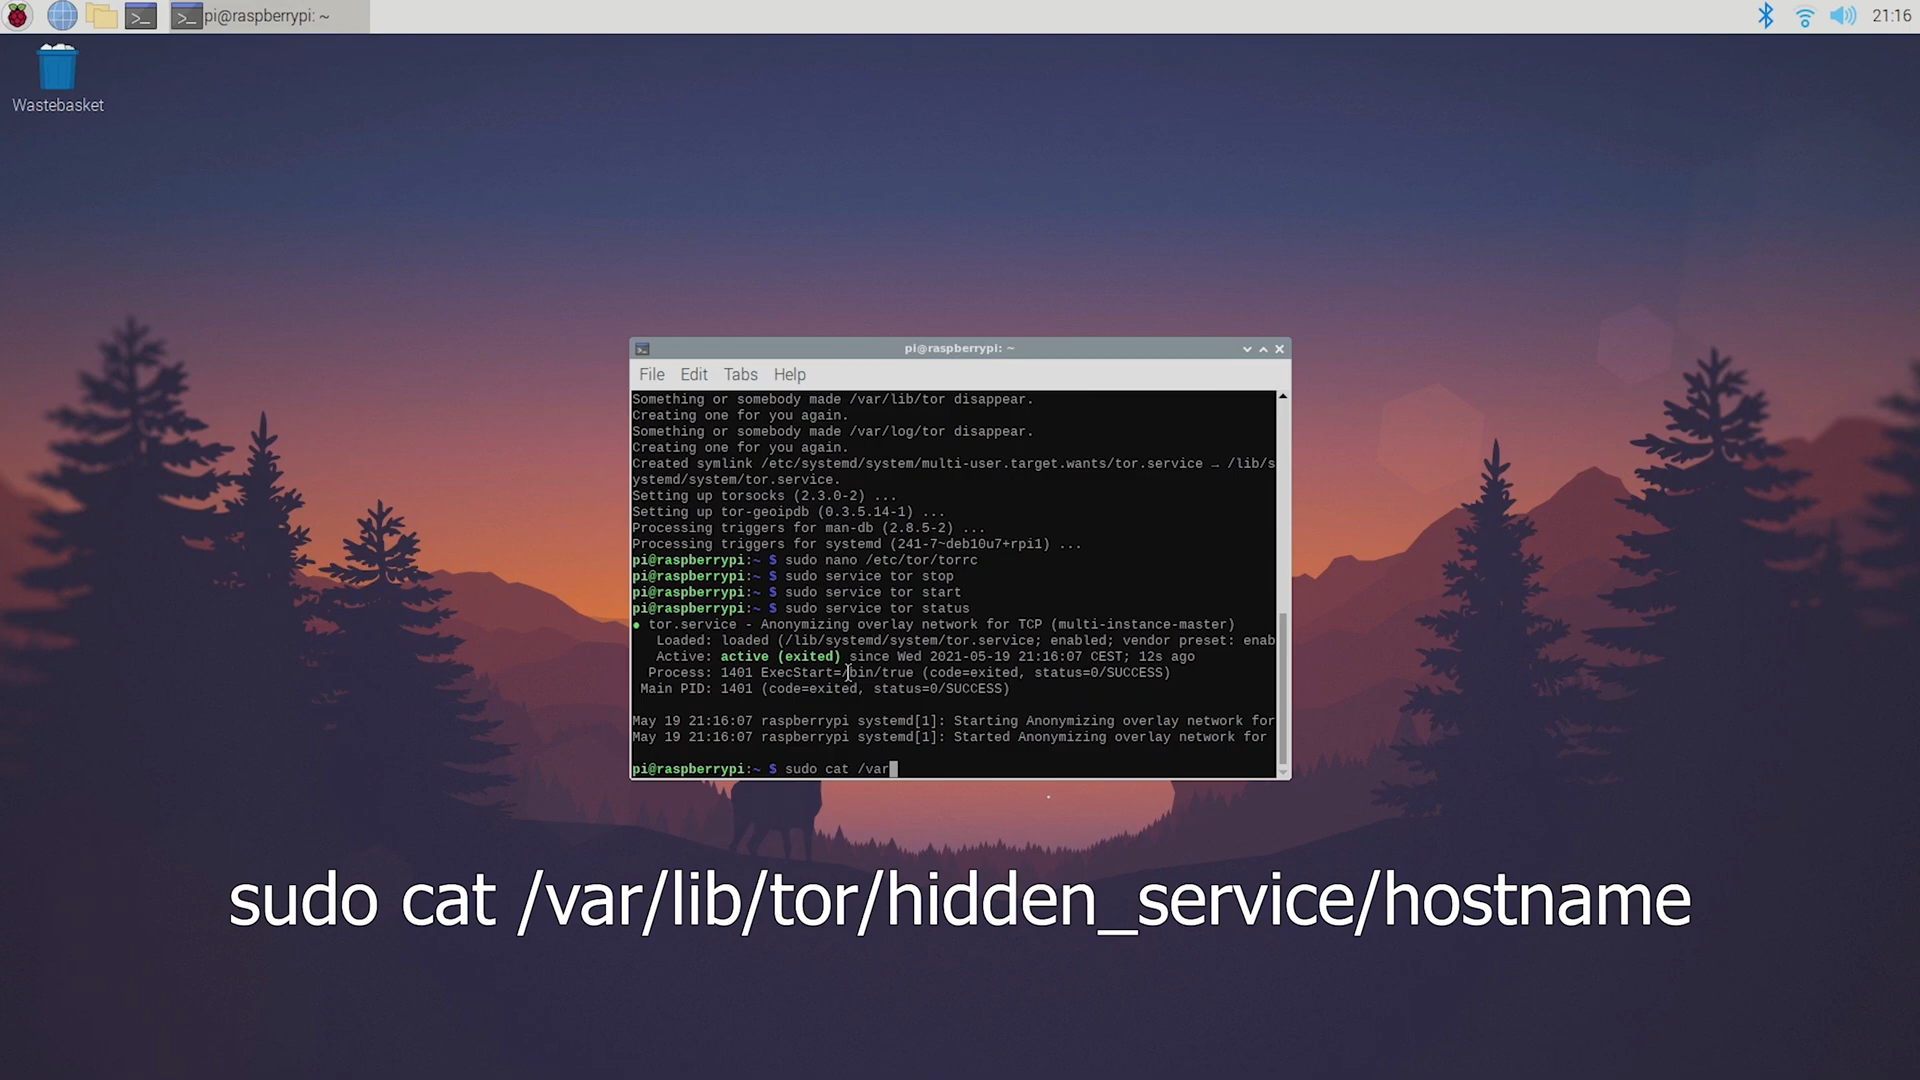 pi@raspberrypi: ~
21:16
Wastebasket
pi@raspberrypi: ~
File Edit Tabs Help
Something or somebody made /var/lib/tor disappear.
Creating one for you again.
Something or somebody made /var/log/tor disappear.
Creating one for you again.
Created symlink /etc/systemd/system/multi-user.target.wants/tor.service → /lib/s
ystemd/system/tor.service.
Setting up torsocks (2.3.0-2) ...
Setting up tor-geoipdb (0.3.5.14-1) ...
Processing triggers for man-db (2.8.5-2) ...
Processing triggers for systemd (241-7~deb10u7+rpi1) ...
pi@raspberrypi:~ $ sudo nano /etc/tor/torrc
pi@raspberrypi:~ $ sudo service tor stop
pi@raspberrypi:~ $ sudo service tor start
pi@raspberrypi:~ $ sudo service tor status
● tor.service - Anonymizing overlay network for TCP (multi-instance-master)
Loaded: loaded (/lib/systemd/system/tor.service; enabled; vendor preset: enab
Active: active (exited) since Wed 2021-05-19 21:16:07 CEST; 12s ago
Process: 1401 ExecStart=/bin/true (code=exited, status=0/SUCCESS)
Main PID: 1401 (code=exited, status=0/SUCCESS)
May 19 21:16:07 raspberrypi systemd[1]: Starting Anonymizing overlay network for
May 19 21:16:07 raspberrypi systemd[1]: Started Anonymizing overlay network for
pi@raspberrypi:~ $ sudo cat /var
sudo cat /var/lib/tor/hidden_service/hostname